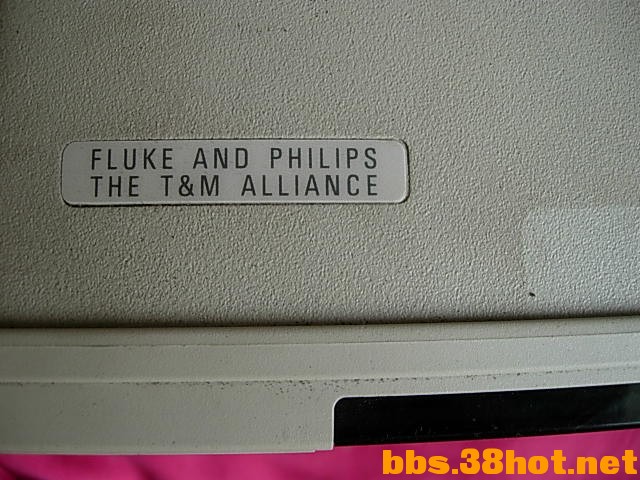 FLUKE AND PHILIPS
THE T&M ALLIANCE
bbs.38hot.net